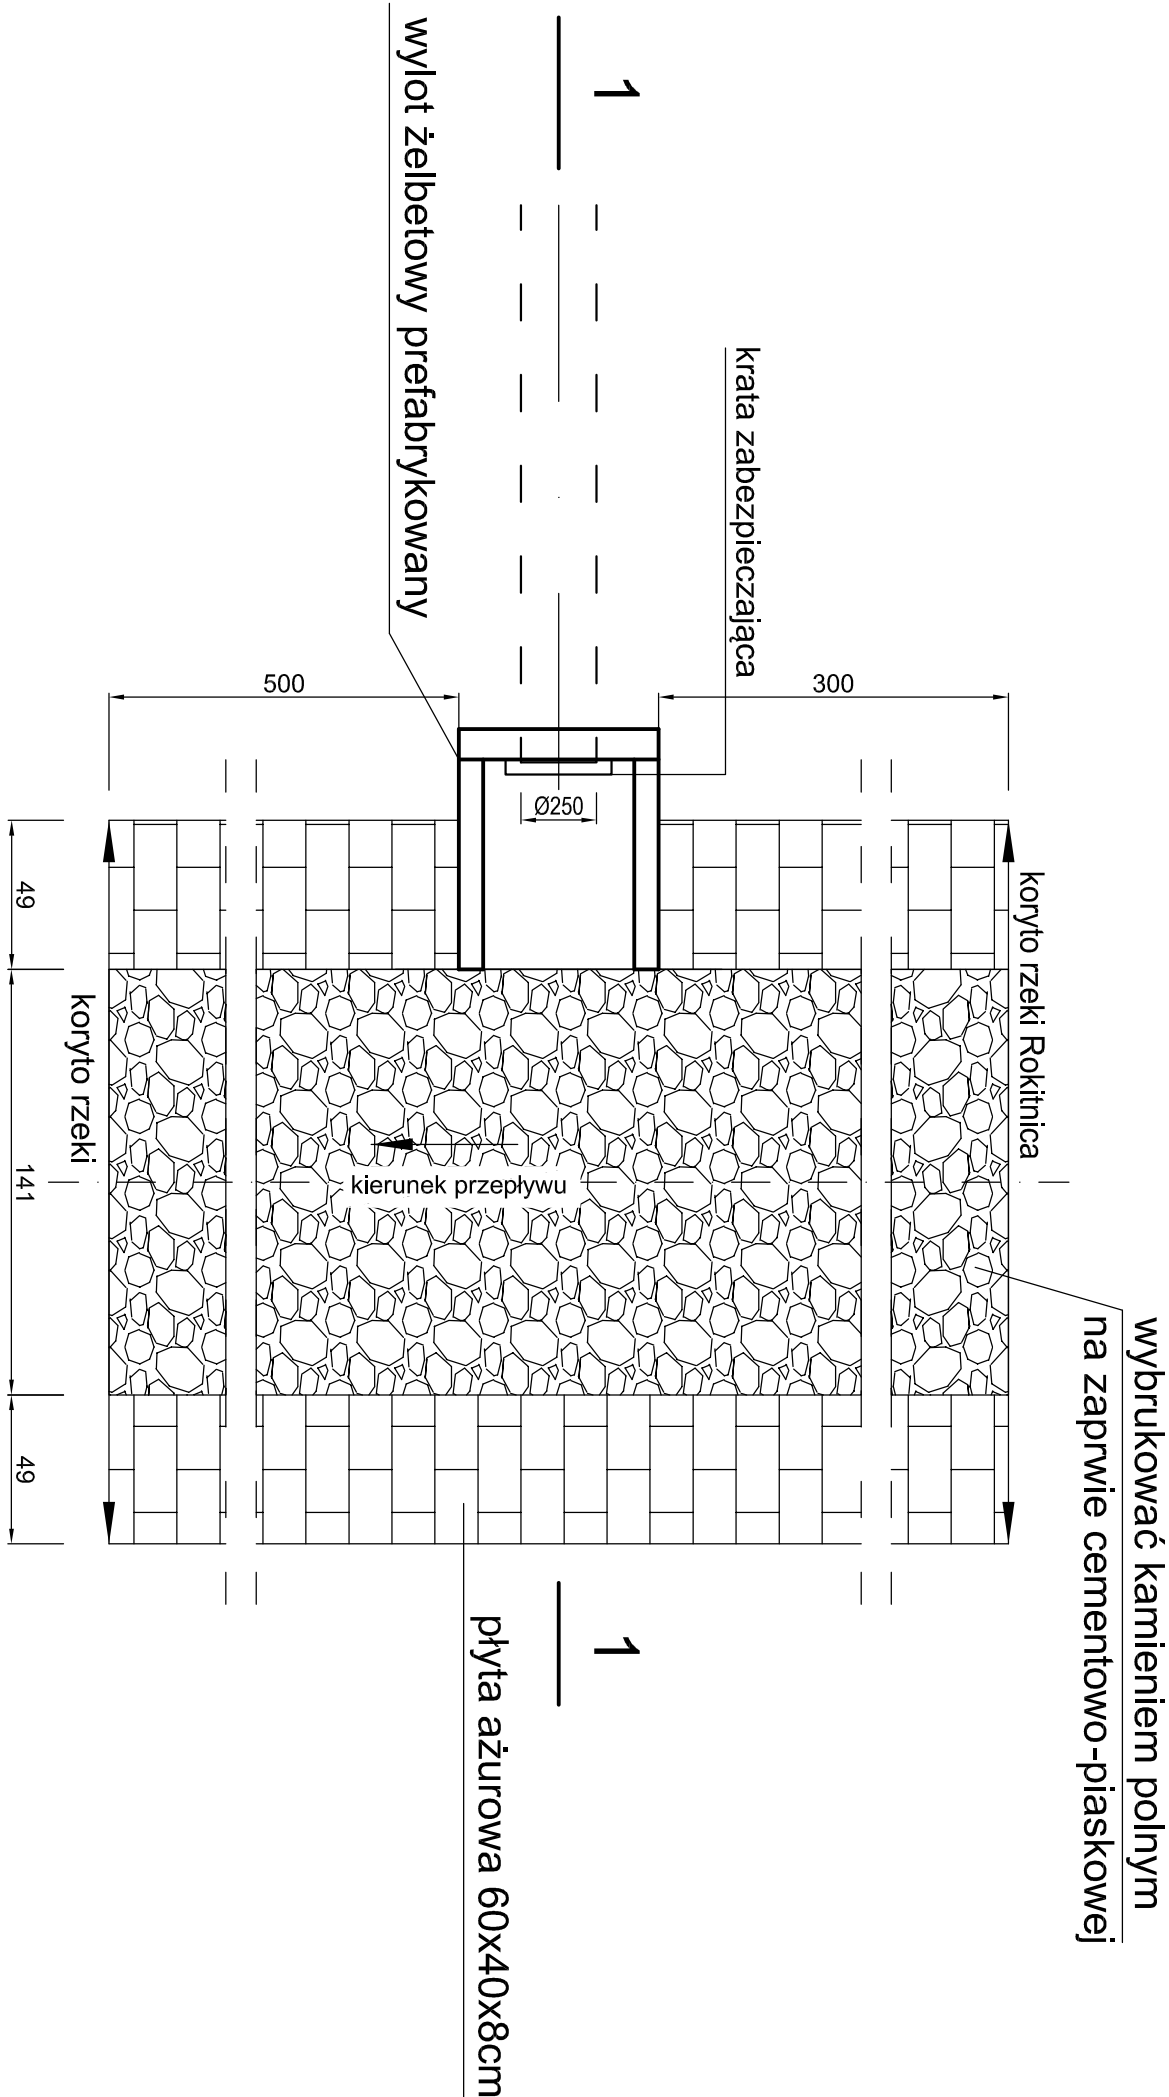 1
wylot żelbetowy prefabrykowany
krata zabezpieczająca
500
300
Ø250
koryto rzeki Rokitnica
49
koryto rzeki
141
kierunek przepływu
wybrukować kamieniem polnym
na zaprwie cementowo-piaskowej
49
1
płyta ażurowa 60x40x8cm